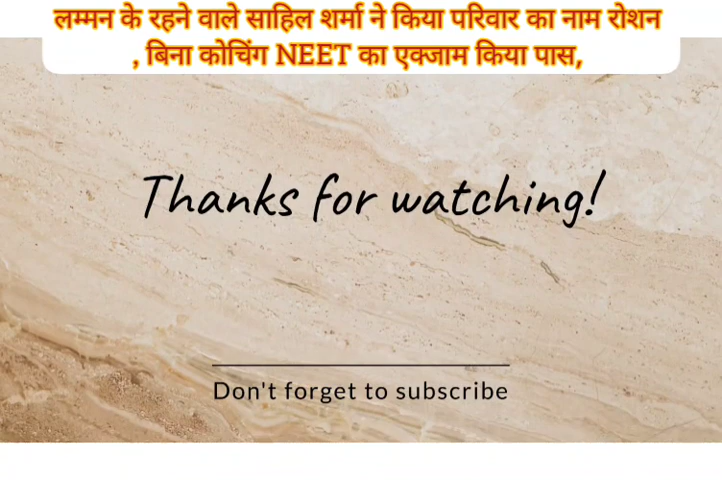 लम्मन के रहने वाले साहिल शर्मा ने किया परिवार का नाम रोशन
, बिना कोचिंग NEET का एक्जाम किया पास,
Thanks for watching!
Don't forget to subscribe